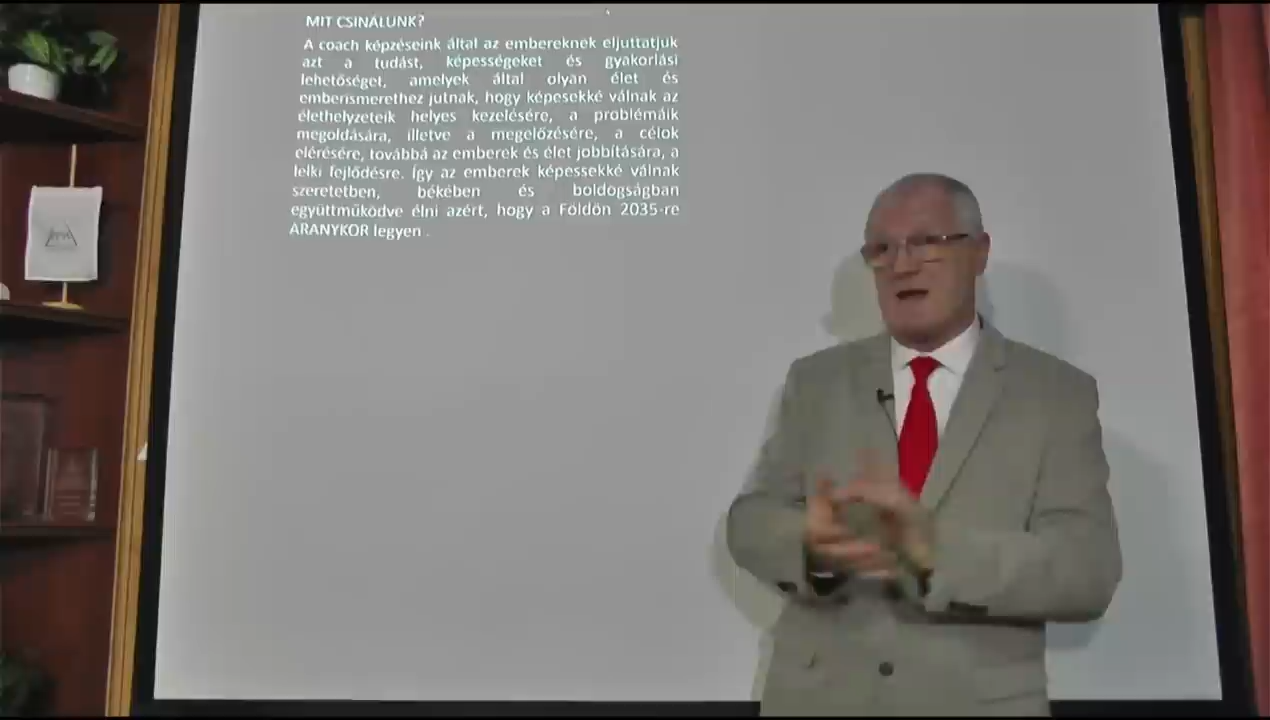 MIT CSINÁLUNK?
A coach képzéseink által az embereknek eljuttatjuk
azt a tudást, képességeket és gyakorlási
lehetőséget, amelyek által olyan élet és
emberismerethez jutnak, hogy képesekké válnak az
élethelyzeteik helyes kezelésére, a problémáik
megoldására, illetve a megelőzésére, a célok
elérésére, továbbá az emberek és élet jobbítására, a
lelki fejlődésre. Így az emberek képessekké válnak
szeretetben, békében és boldogságban
együttműködve élni azért, hogy a Földön 2035-re
ARANYKOR legyen .